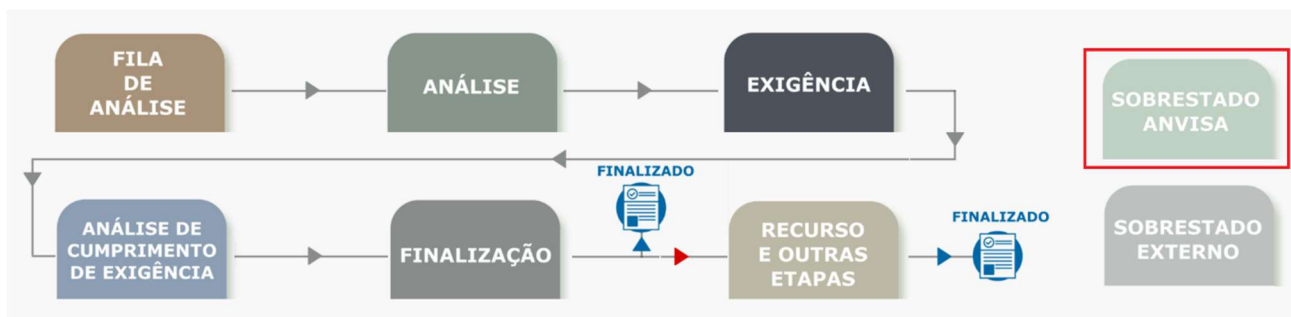 FILA
DE
ANÁLISE
ANÁLISE
EXIGÊNCIA
SOBRESTADO
ANVISA
ANÁLISE DE
CUMPRIMENTO
DE EXIGÊNCIA
FINALIZAÇÃO
FINALIZADO
RECURSO
E OUTRAS
ETAPAS
FINALIZADO
SOBRESTADO
EXTERNO